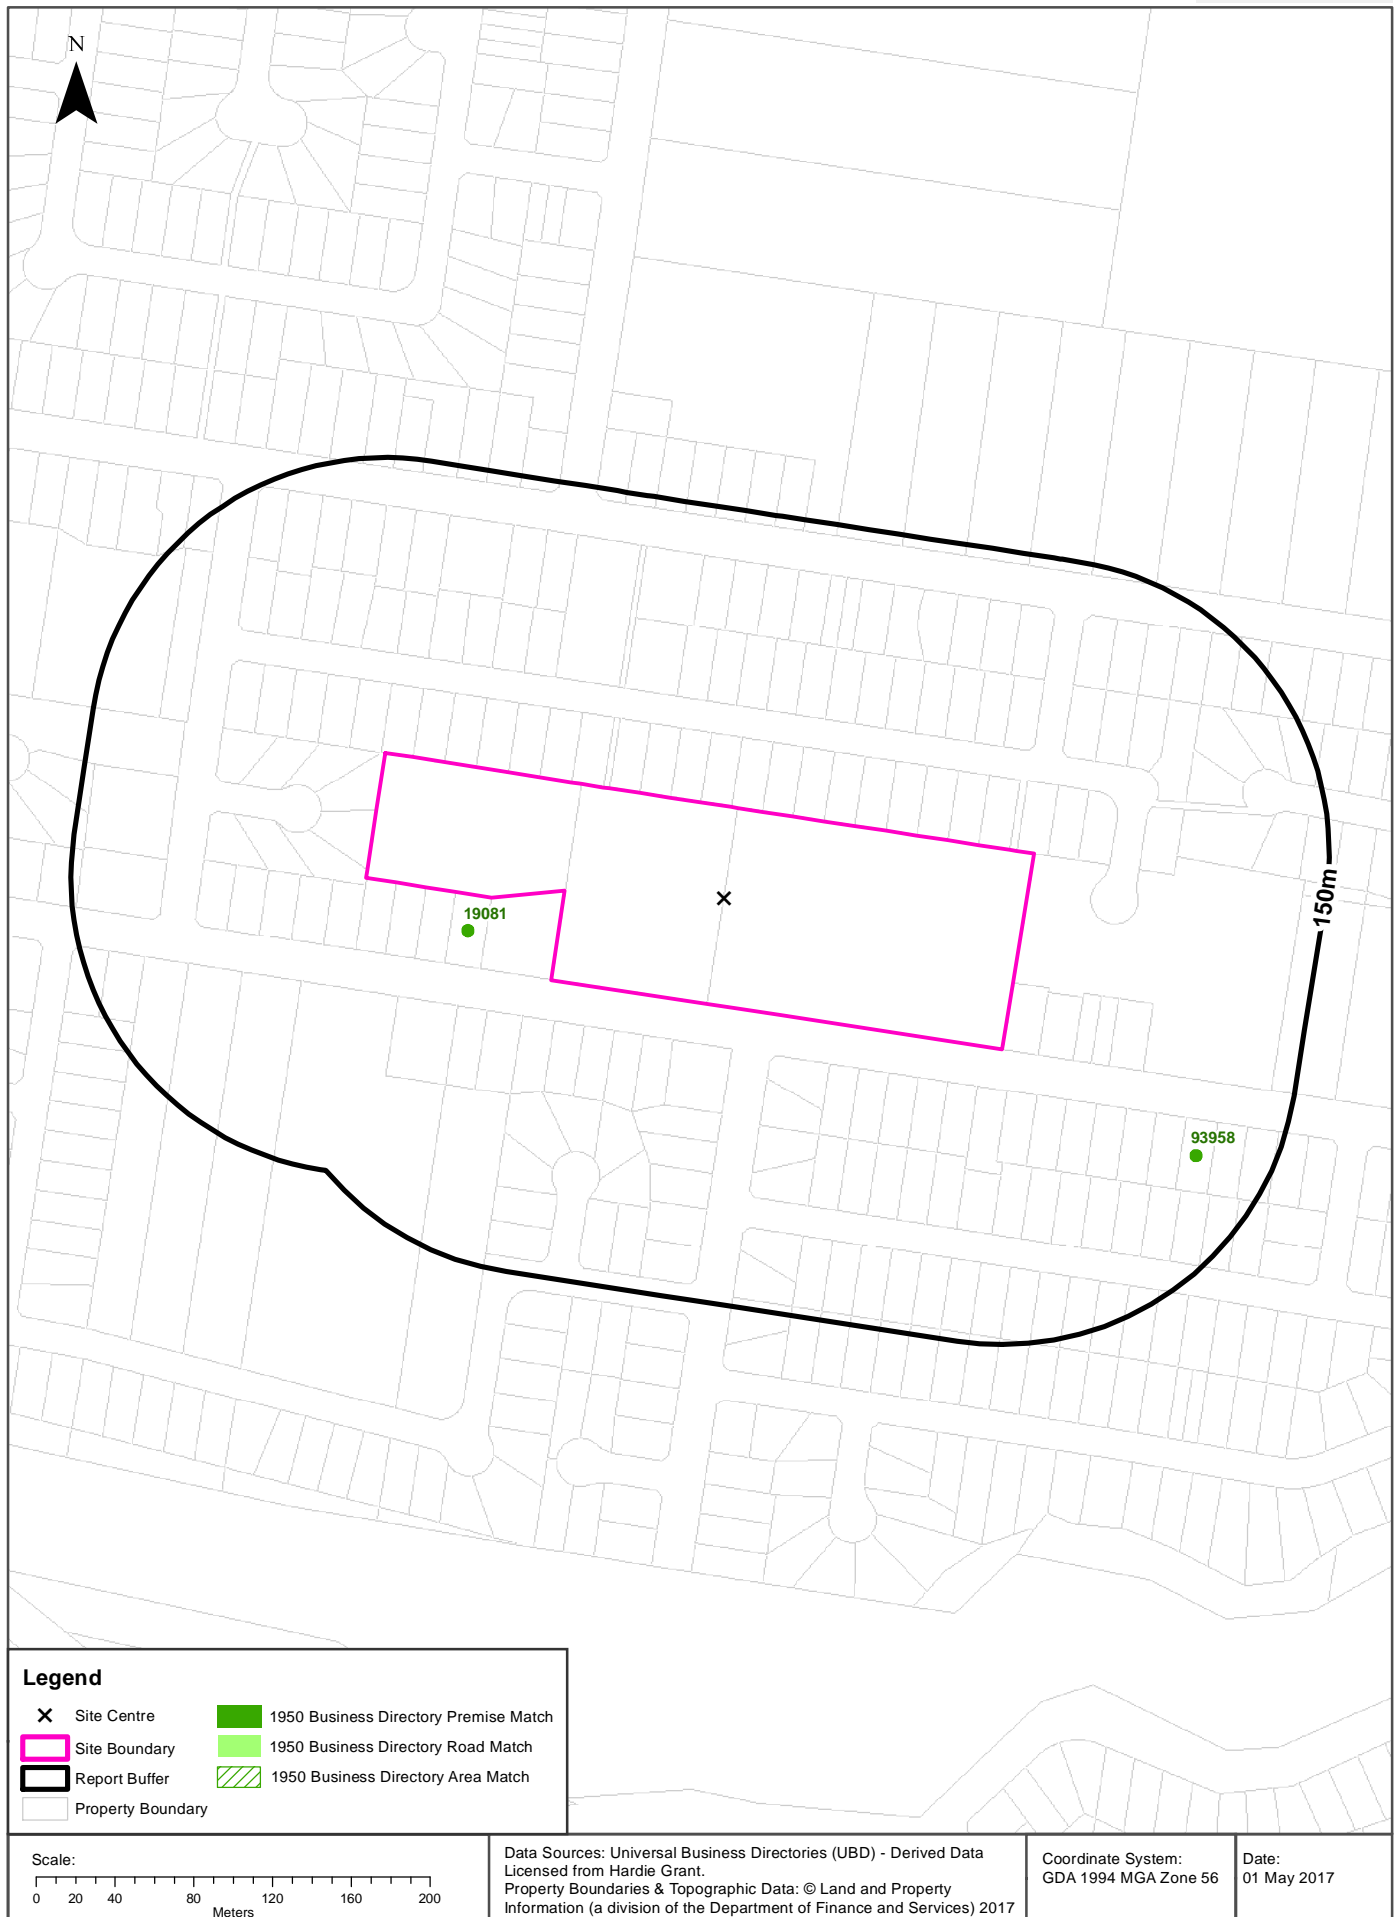 N
19081
150m
93958
Legend
Site Centre
Site Boundary
Report Buffer
Property Boundary
1950 Business Directory Premise Match
1950 Business Directory Road Match
1950 Business Directory Area Match
Scale:
0 20 40 80 120 160 200
Meters
Data Sources: Universal Business Directories (UBD) - Derived Data
Licensed from Hardie Grant.
Property Boundaries & Topographic Data: © Land and Property
Information (a division of the Department of Finance and Services) 2017
Coordinate System:
GDA 1994 MGA Zone 56
Date:
01 May 2017